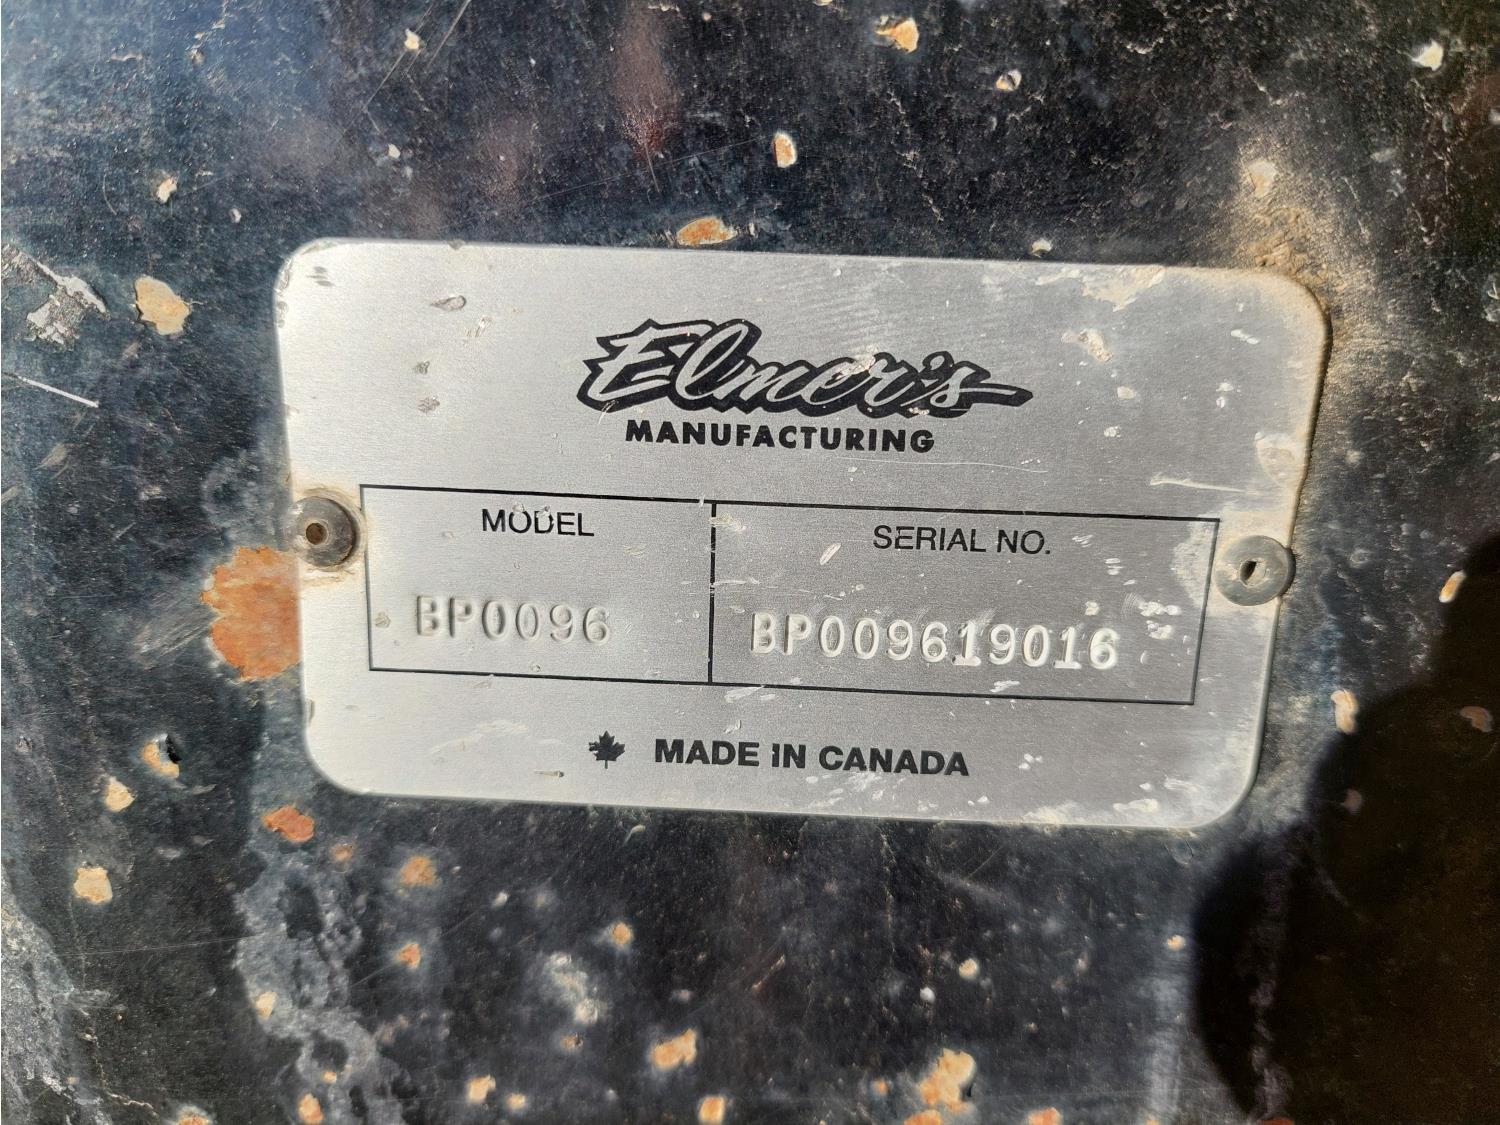 Elmer's
MANUFACTURING
MODEL
SERIAL NO.
BP0096
BP009619016
MADE IN CANADA